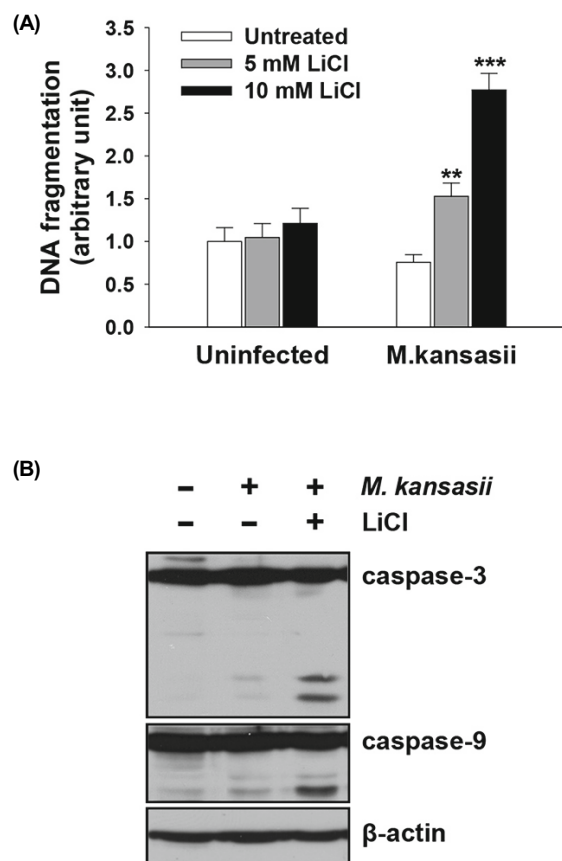 (A)
DNA fragmentation
(arbitrary unit)
3.5
3.0
2.5
2.0
1.5
1.0
0.5
0.0
Untreated
5 mM LiCl
10 mM LiCl
**
***
Uninfected
M.kansasii
(B)
– + + M. kansasii
– – + LiCl
caspase-3
caspase-9
β-actin